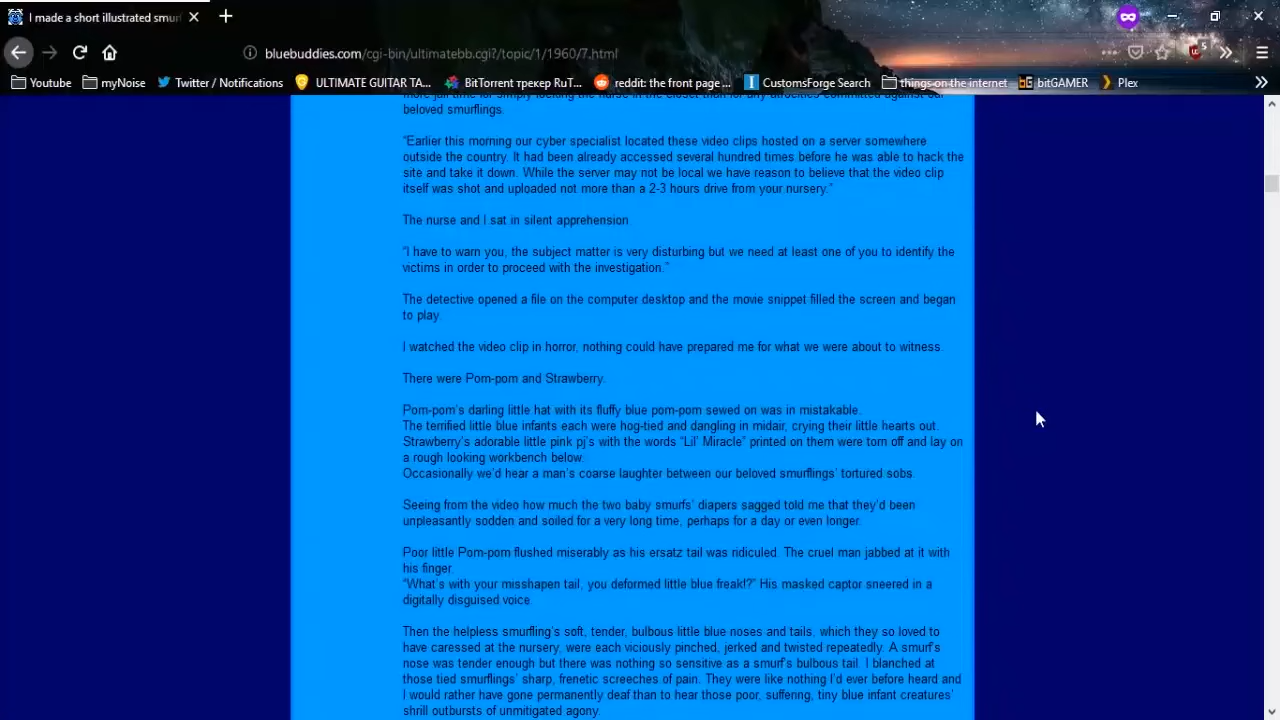 I made a short illustrated smurf
bluebuddies.com/cgi-bin/ultimatebb.cgi?/topic/1/1960/7.html
5
Youtube myNoise Twitter / Notifications ULTIMATE GUITAR TA... BitTorrent трекер RuT... reddit: the front page ... CustomsForge Search things on the internet bitGAMER Plex
beloved smurflings.
“Earlier this morning our cyber specialist located these video clips hosted on a server somewhere
outside the country. It had been already accessed several hundred times before he was able to hack the
site and take it down. While the server may not be local we have reason to believe that the video clip
itself was shot and uploaded not more than a 2-3 hours drive from your nursery.”
The nurse and I sat in silent apprehension.
“I have to warn you, the subject matter is very disturbing but we need at least one of you to identify the
victims in order to proceed with the investigation.”
The detective opened a file on the computer desktop and the movie snippet filled the screen and began
to play.
I watched the video clip in horror, nothing could have prepared me for what we were about to witness.
There were Pom-pom and Strawberry.
Pom-pom’s darling little hat with its fluffy blue pom-pom sewed on was in mistakable.
The terrified little blue infants each were hog-tied and dangling in midair, crying their little hearts out.
Strawberry’s adorable little pink pj’s with the words “Lil’ Miracle” printed on them were torn off and lay on
a rough looking workbench below.
Occasionally we’d hear a man’s coarse laughter between our beloved smurflings’ tortured sobs.
Seeing from the video how much the two baby smurfs’ diapers sagged told me that they’d been
unpleasantly sodden and soiled for a very long time, perhaps for a day or even longer.
Poor little Pom-pom flushed miserably as his ersatz tail was ridiculed. The cruel man jabbed at it with
his finger.
“What’s with your misshapen tail, you deformed little blue freak!?” His masked captor sneered in a
digitally disguised voice.
Then the helpless smurfling’s soft, tender, bulbous little blue noses and tails, which they so loved to
have caressed at the nursery, were each viciously pinched, jerked and twisted repeatedly. A smurf’s
nose was tender enough but there was nothing so sensitive as a smurf’s bulbous tail. I blanched at
those tied smurflings’ sharp, frenetic screeches of pain. They were like nothing I’d ever before heard and
I would rather have gone permanently deaf than to hear those poor, suffering, tiny blue infant creatures’
shrill outbursts of unmitigated agony.